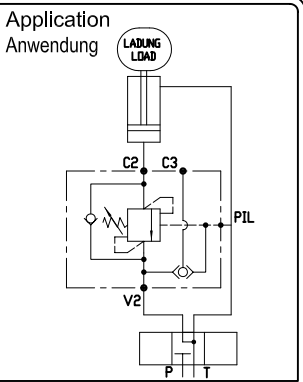 Application
Anwendung
LADUNG
LOAD
C2 C3
PIL
V2
P T